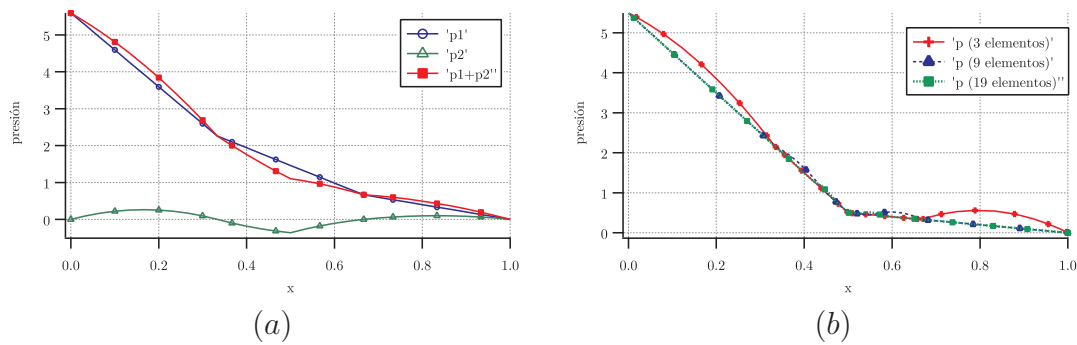 presión
5
4
3
2
1
0
0.0
0.2
0.4
0.6
0.8
1.0
x
'p1'
'p2'
'p1+p2''
(a)
presión
5
4
3
2
1
0
0.0
0.2
0.4
0.6
0.8
1.0
x
'p (3 elementos)'
'p (9 elementos)'
'p (19 elementos)''
(b)